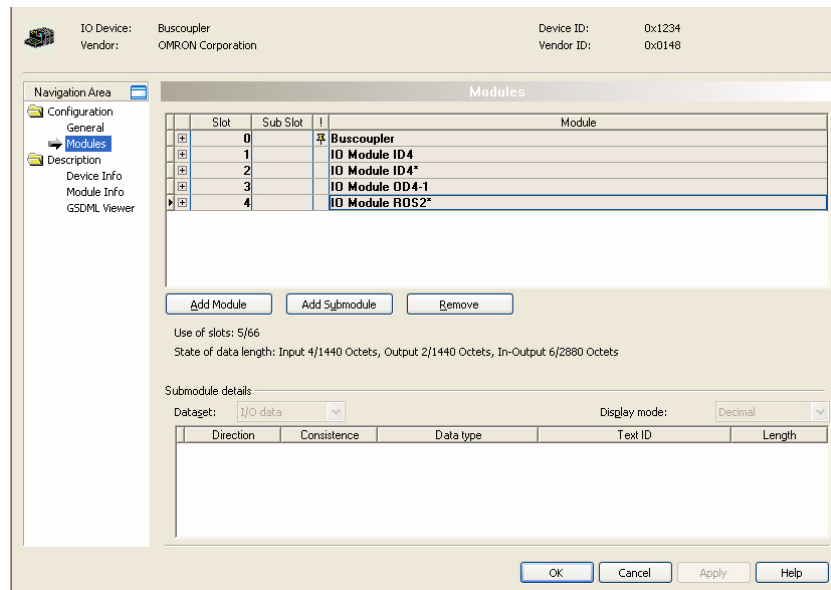 IO Device: Buscoupler Device ID: 0x1234
Vendor: OMRON Corporation Vendor ID: 0x0148
Navigation Area
Modules
Configuration
General
Modules
Description
Device Info
Module Info
GSDML Viewer
Slot Sub Slot ! Module
0 Buscoupler
1 IO Module ID4
2 IO Module ID4*
3 IO Module OD4-1
4 IO Module ROS2*
Add Module Add Submodule Remove
Use of slots: 5/66
State of data length: Input 4/1440 Octets, Output 2/1440 Octets, In-Output 6/2880 Octets
Submodule details
Dataset: I/O data Display mode: Decimal
Direction Consistence Data type Text ID Length
OK Cancel Apply Help